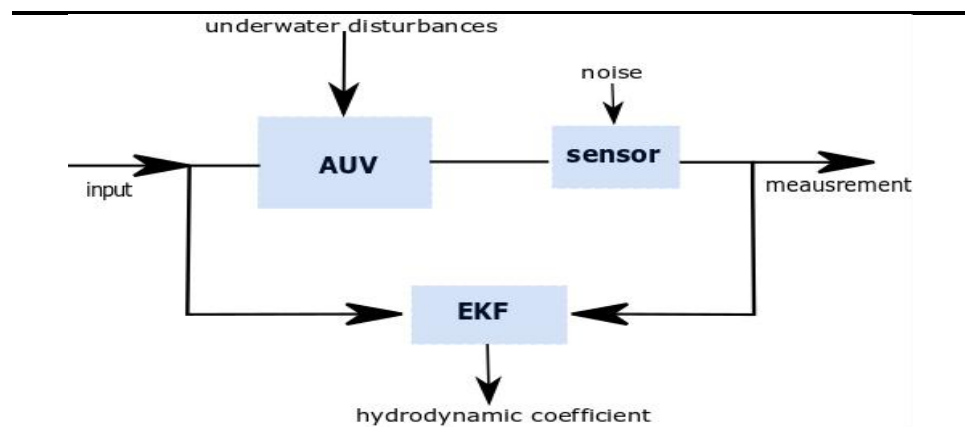 underwater disturbances
noise
AUV
sensor
input
meausrement
EKF
hydrodynamic coefficient